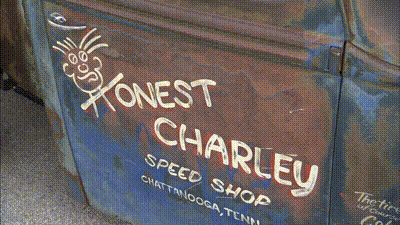 HONEST
CHARLEY
SPEED SHOP
CHATTANOOGA, TENN.